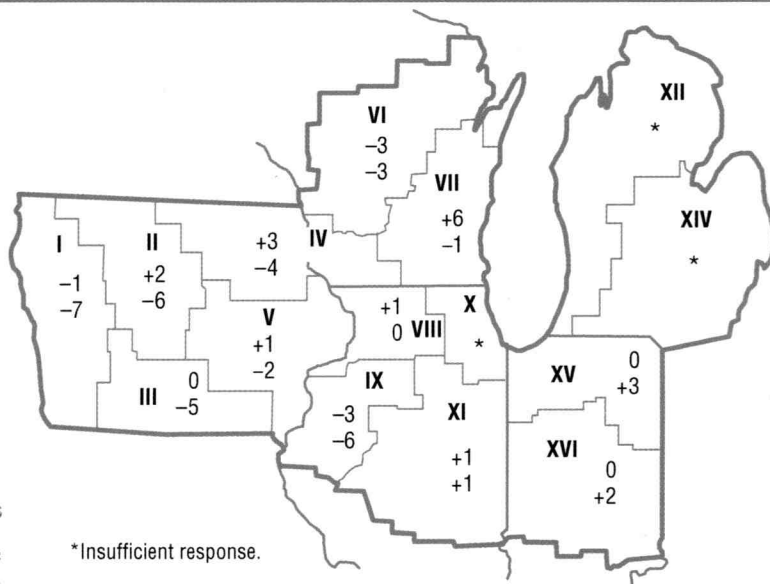 XII
*
VI
-3
-3
VII
+6
-1
XIV
*
I
-1
-7
II
+2
-6
+3
-4
IV
V
+1
-2
+1
0
VIII
X
*
III
0
-5
IX
-3
-6
XI
+1
+1
XV
0
+3
XVI
0
+2
*Insufficient response.